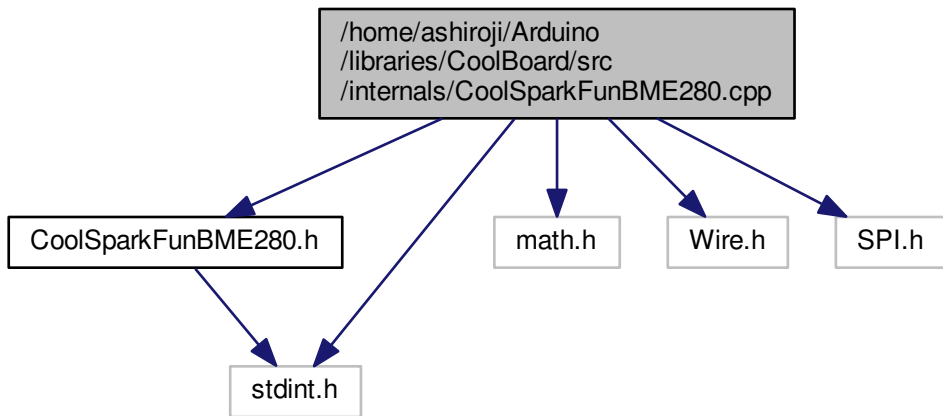 /home/ashiroji/Arduino
/libraries/CoolBoard/src
/internals/CoolSparkFunBME280.cpp
CoolSparkFunBME280.h
math.h
Wire.h
SPI.h
stdint.h